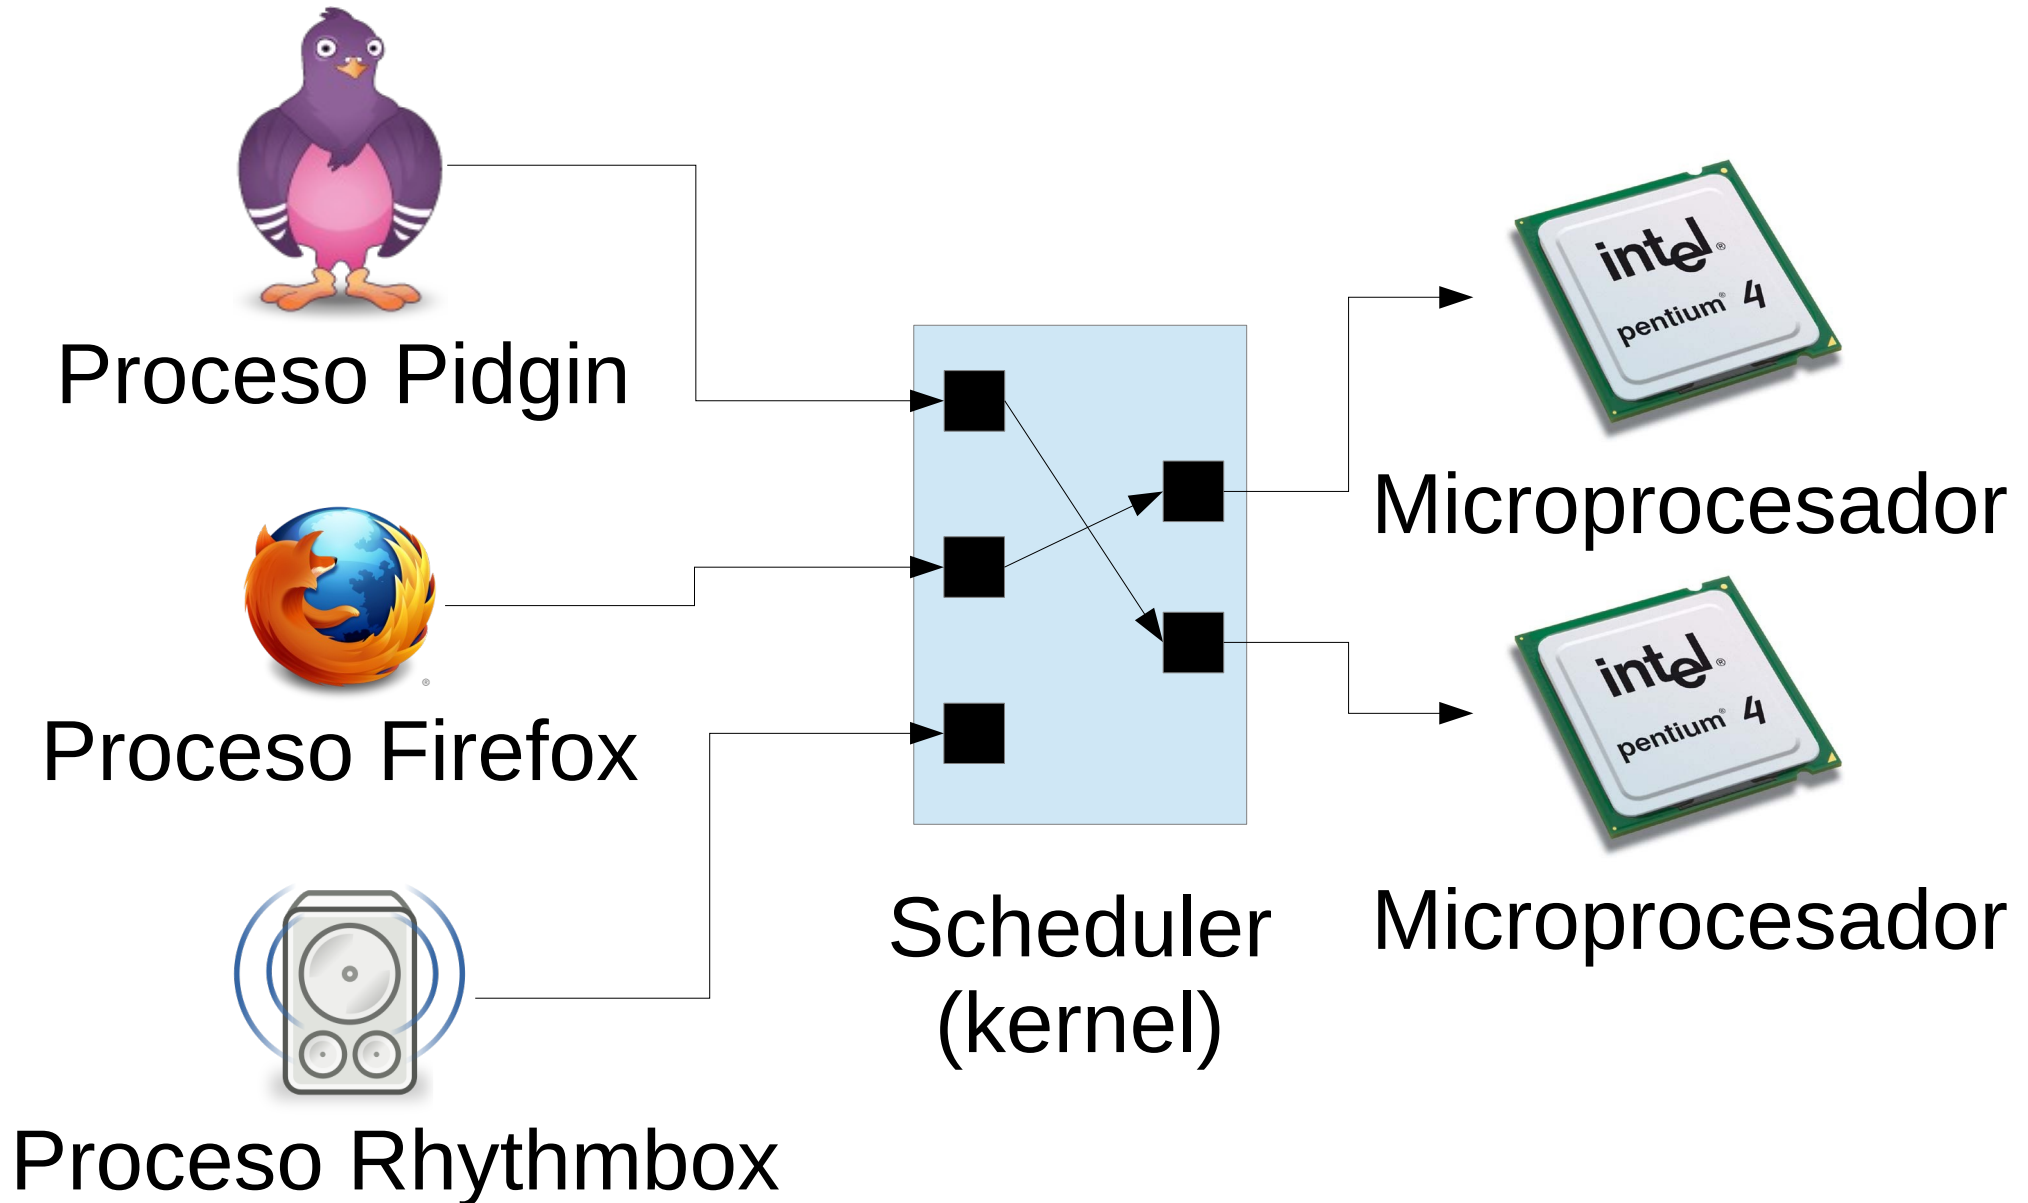 Proceso Pidgin
Proceso Firefox
®
Proceso Rhythmbox
Scheduler
(kernel)
intel®
pentium® 4
Microprocesador
intel®
pentium® 4
Microprocesador